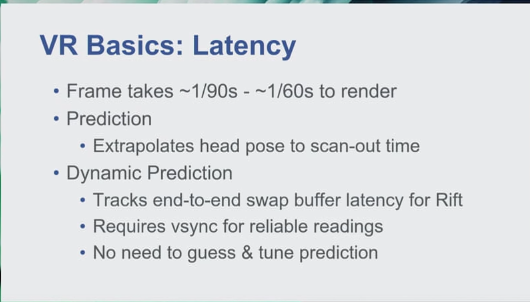 VR Basics: Latency
• Frame takes ~1/90s - ~1/60s to render
• Prediction
• Extrapolates head pose to scan-out time
• Dynamic Prediction
• Tracks end-to-end swap buffer latency for Rift
• Requires vsync for reliable readings
• No need to guess & tune prediction